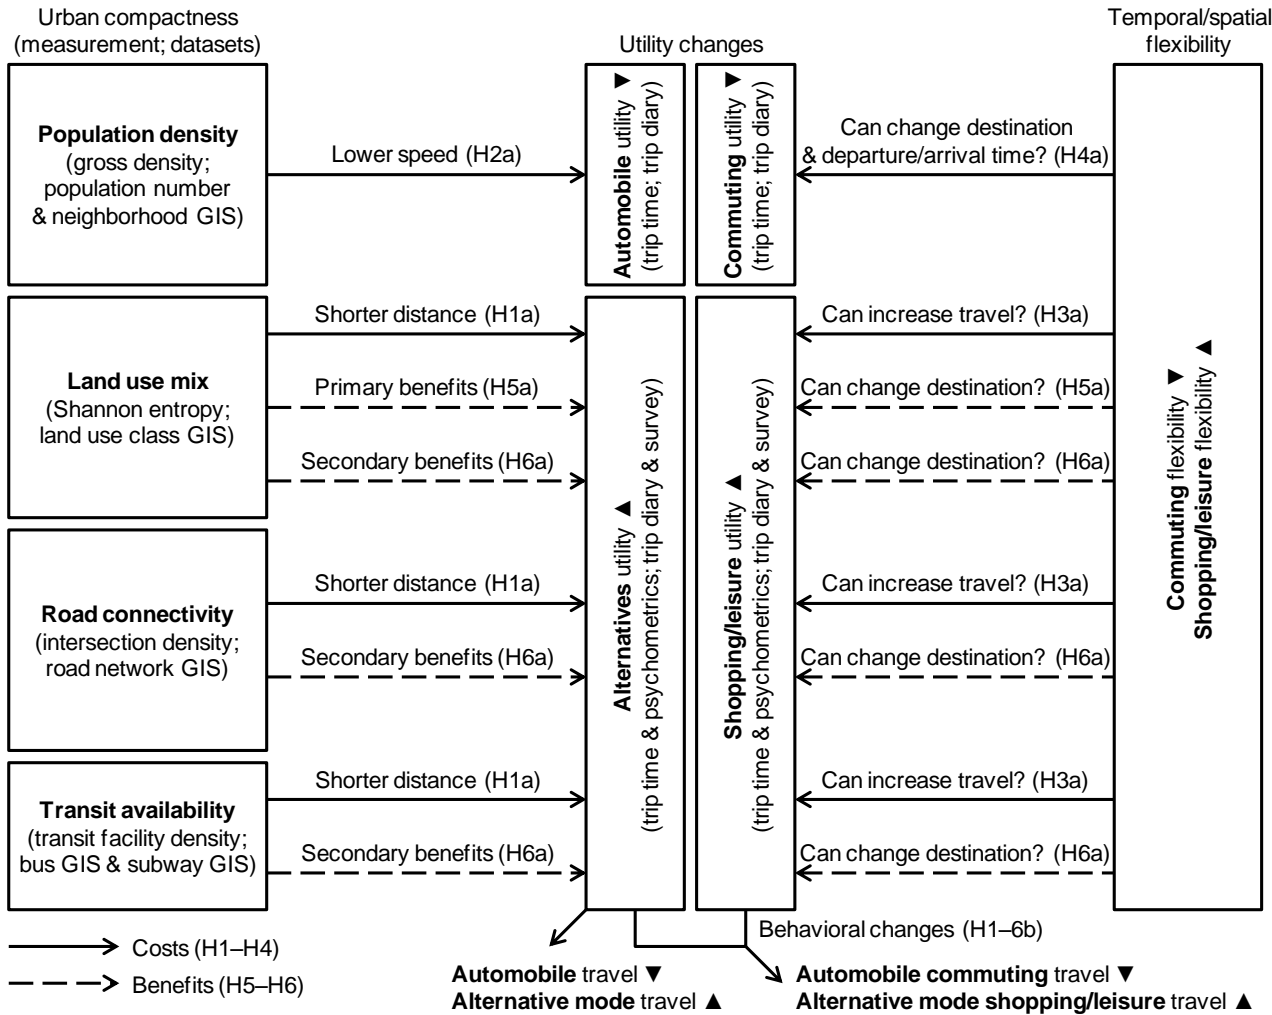 Urban compactness
(measurement; datasets)
Utility changes
Temporal/spatial
flexibility
Population density
(gross density;
population number
& neighborhood GIS)
Lower speed (H2a)
Automobile utility ▼
(trip time; trip diary)
Commuting utility ▼
(trip time; trip diary)
Can change destination
& departure/arrival time? (H4a)
Land use mix
(Shannon entropy;
land use class GIS)
Shorter distance (H1a)
Primary benefits (H5a)
Secondary benefits (H6a)
Can increase travel? (H3a)
Can change destination? (H5a)
Can change destination? (H6a)
Alternatives utility ▲
(trip time & psychometrics; trip diary & survey)
Shopping/leisure utility ▲
(trip time & psychometrics; trip diary & survey)
Commuting flexibility ▼
Shopping/leisure flexibility ▲
Road connectivity
(intersection density;
road network GIS)
Shorter distance (H1a)
Secondary benefits (H6a)
Can increase travel? (H3a)
Can change destination? (H6a)
Transit availability
(transit facility density;
bus GIS & subway GIS)
Shorter distance (H1a)
Secondary benefits (H6a)
Can increase travel? (H3a)
Can change destination? (H6a)
Costs (H1–H4)
Benefits (H5–H6)
Behavioral changes (H1–6b)
Automobile travel ▼
Alternative mode travel ▲
Automobile commuting travel ▼
Alternative mode shopping/leisure travel ▲